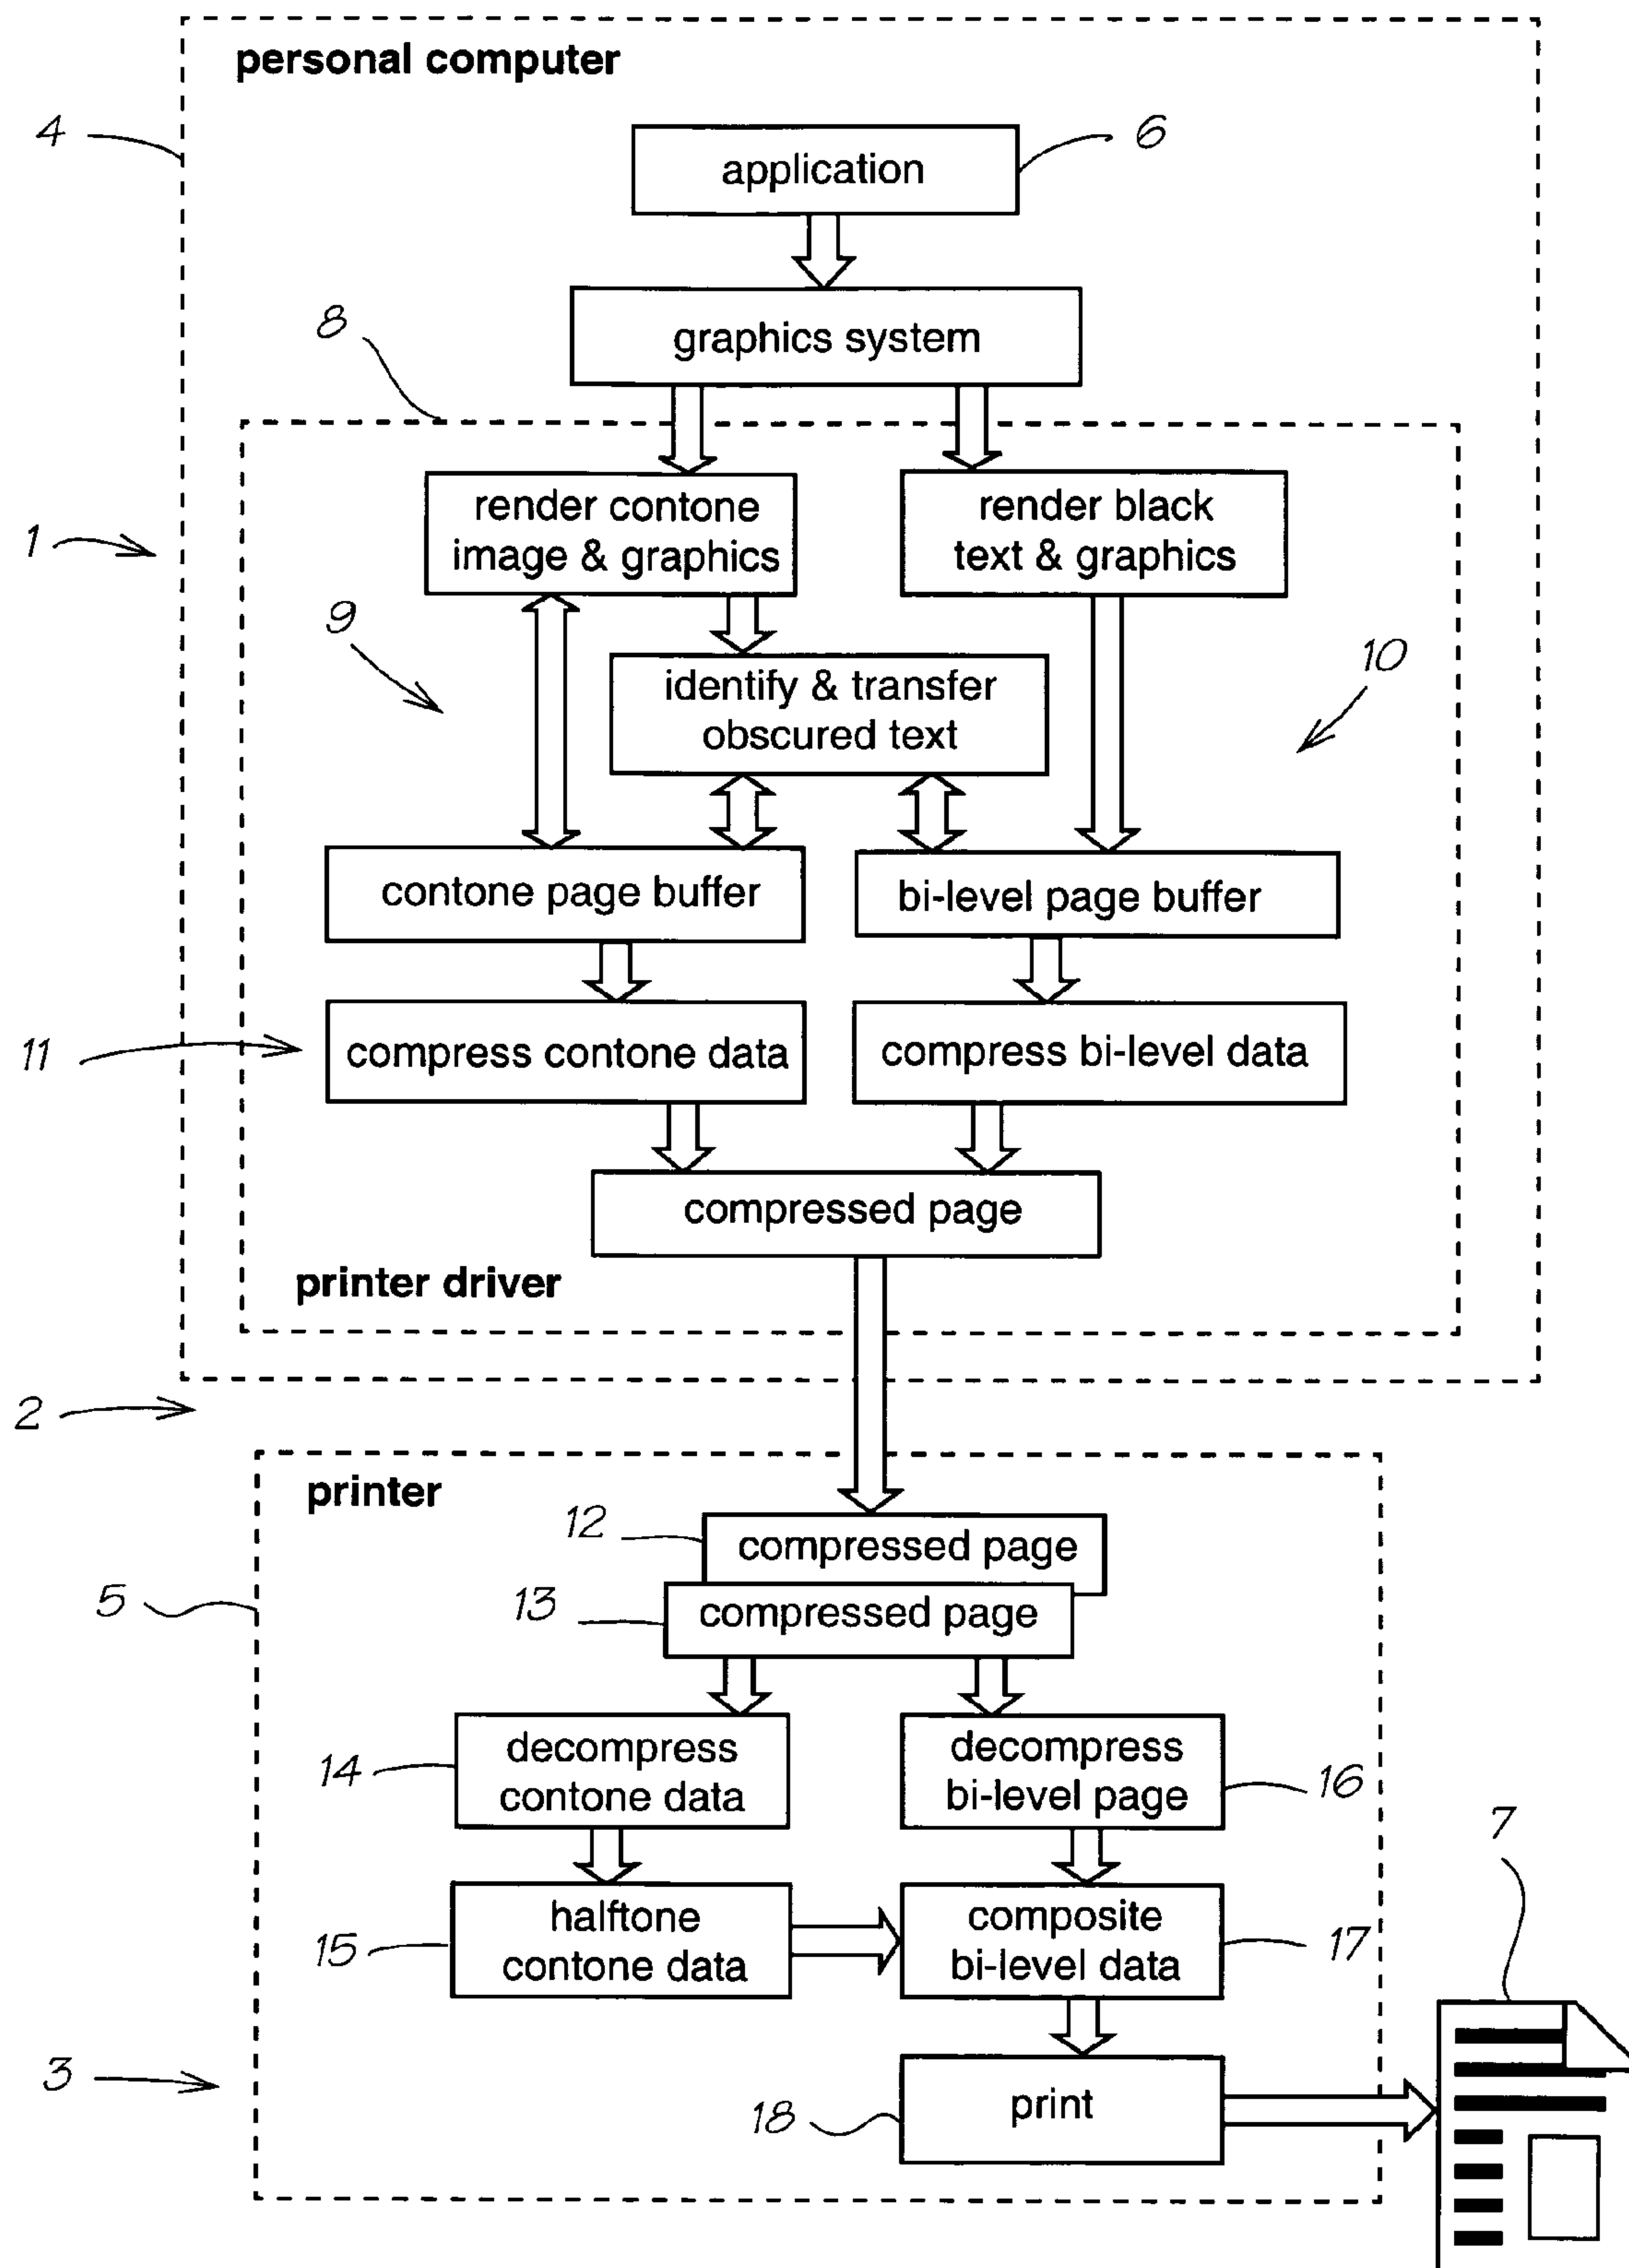 personal computer
4
6
application
8
graphics system
1
render contone
image & graphics
render black
text & graphics
9
10
identify & transfer
obscured text
contone page buffer
bi-level page buffer
11
compress contone data
compress bi-level data
compressed page
printer driver
2
printer
12
compressed page
5
13
compressed page
14
decompress
contone data
decompress
bi-level page
16
7
15
halftone
contone data
composite
bi-level data
17
3
18
print